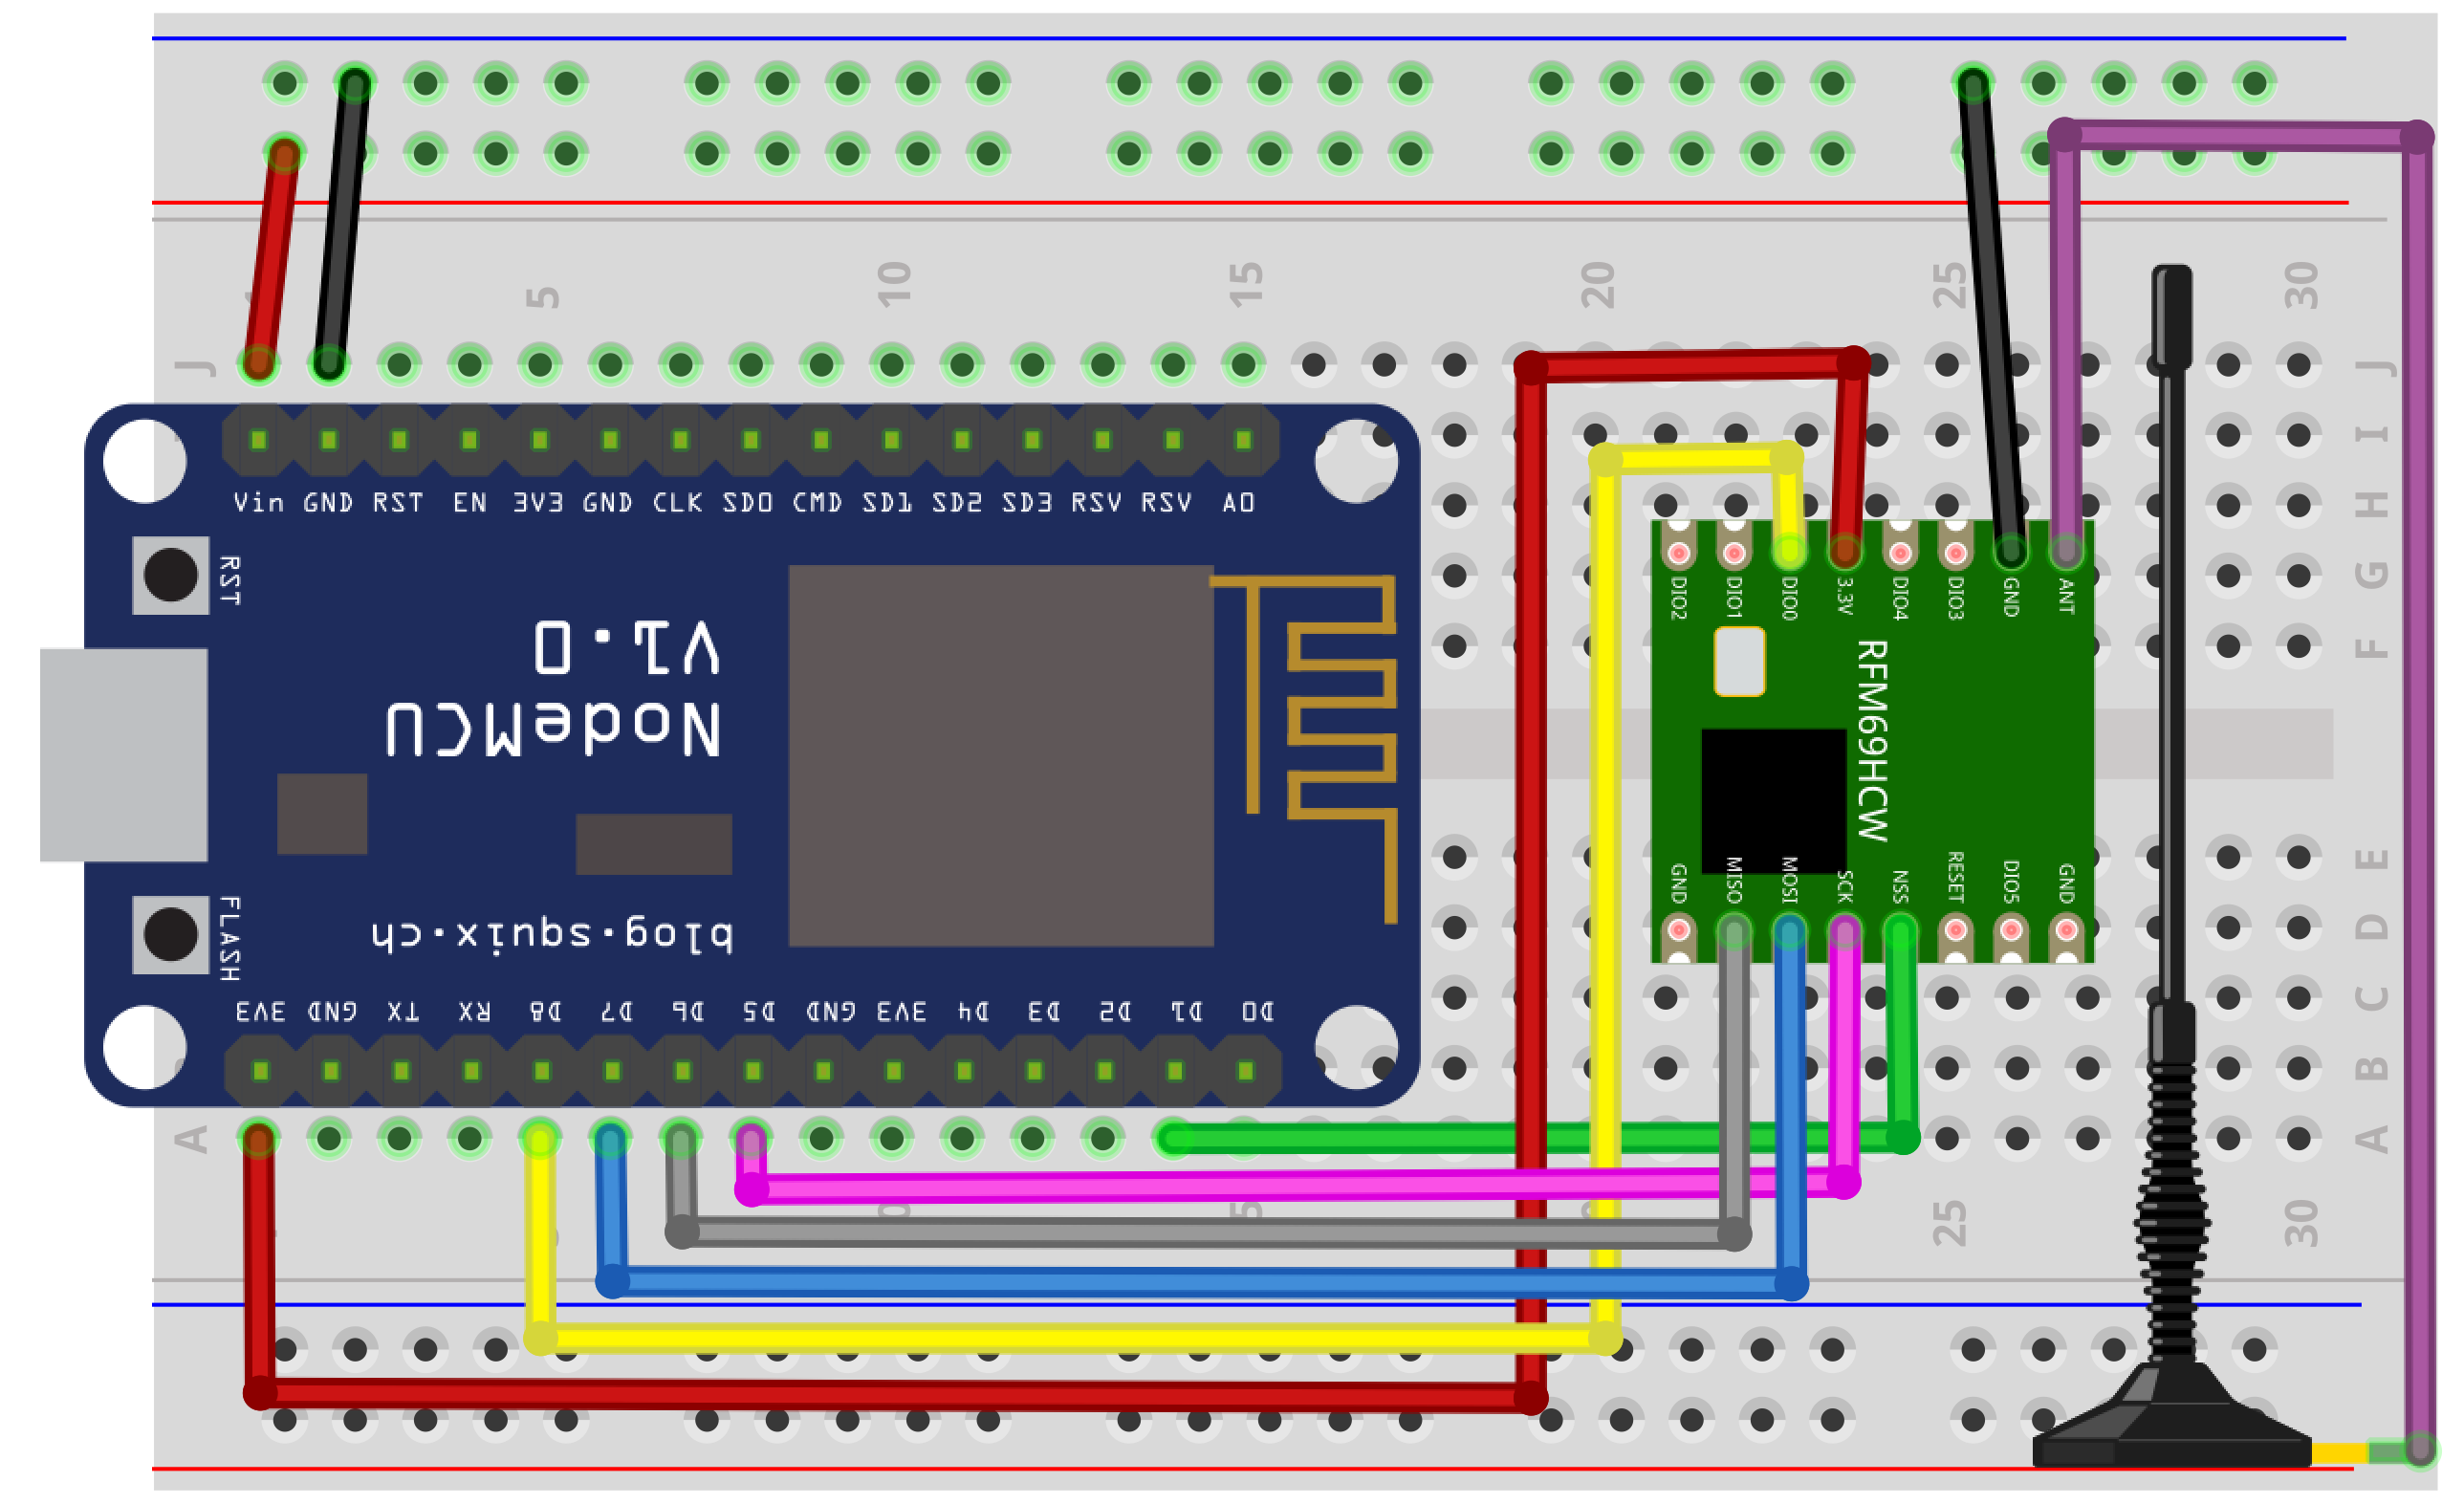 5 10 15 20 25 30
J J
I
H
G
F
E
D
C
B
A A
Vin GND RST EN 3V3 GND CLK SD0 CMD SD1 SD2 SD3 RSV RSV A0
RST
V1.0
NodeMCU
blog.squix.ch
FLASH
3V3 GND TX RX D8 D7 D6 D5 GND 3V3 D4 D3 D2 D1 D0
DIO2 DIO1 DIO0 3.3V DIO4 DIO3 GND ANT
RFM69HCW
GND MISO MOSI SCK NSS RESET DIO5 GND
25 30